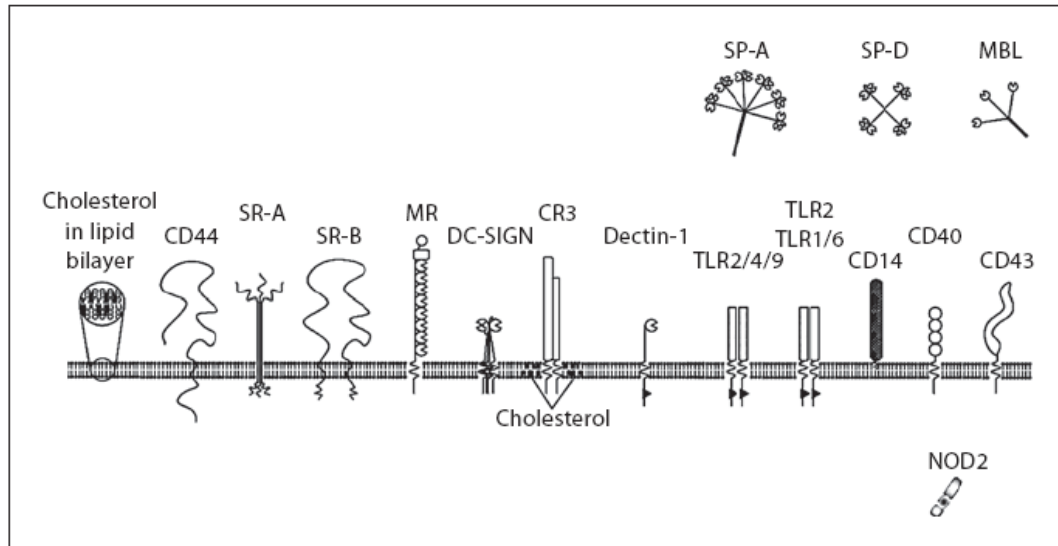 SP-A
SP-D
MBL
Cholesterol
in lipid
bilayer
CD44
SR-A
SR-B
MR
DC-SIGN
CR3
Dectin-1
TLR2/4/9
TLR2
TLR1/6
CD14
CD40
CD43
Cholesterol
NOD2